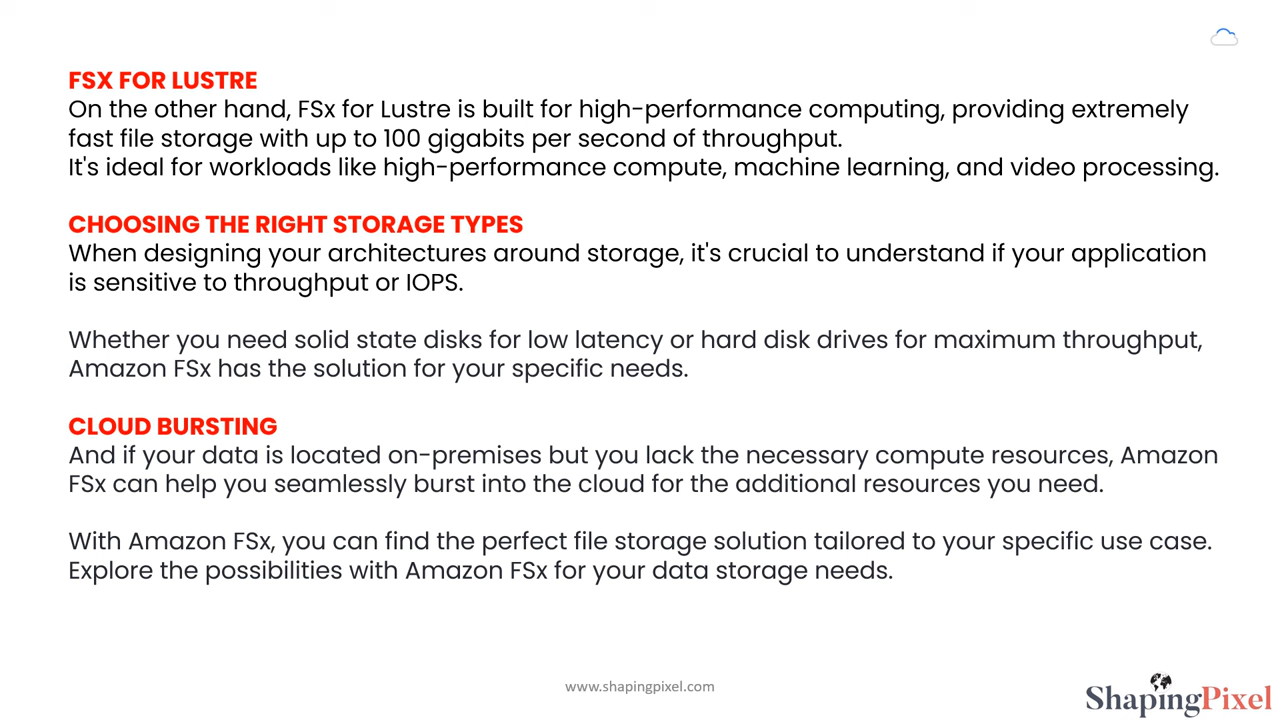 FSX FOR LUSTRE
On the other hand, FSx for Lustre is built for high-performance computing, providing extremely
fast file storage with up to 100 gigabits per second of throughput.
It's ideal for workloads like high-performance compute, machine learning, and video processing.
CHOOSING THE RIGHT STORAGE TYPES
When designing your architectures around storage, it's crucial to understand if your application
is sensitive to throughput or IOPS.
Whether you need solid state disks for low latency or hard disk drives for maximum throughput,
Amazon FSx has the solution for your specific needs.
CLOUD BURSTING
And if your data is located on-premises but you lack the necessary compute resources, Amazon
FSx can help you seamlessly burst into the cloud for the additional resources you need.
With Amazon FSx, you can find the perfect file storage solution tailored to your specific use case.
Explore the possibilities with Amazon FSx for your data storage needs.
www.shapingpixel.com
ShapingPixel